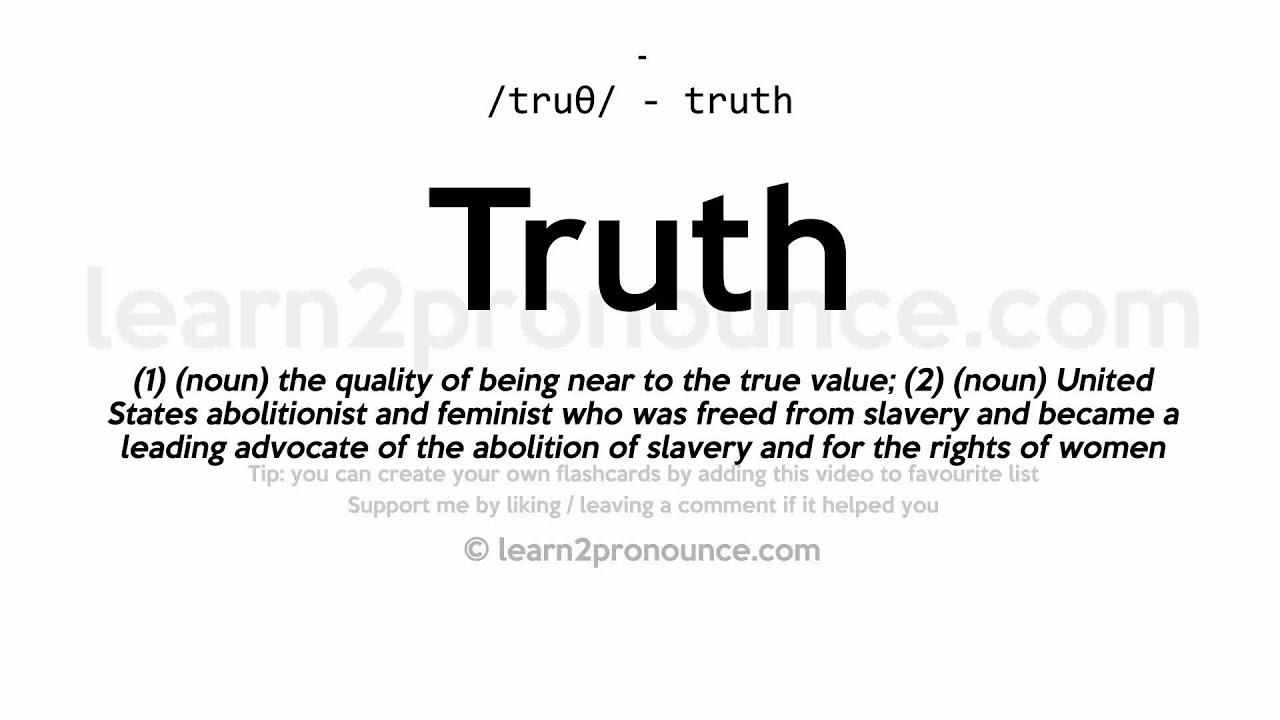 -
/truθ/ - truth
Truth
learn2pronounce.com
(1) (noun) the quality of being near to the true value; (2) (noun) United
States abolitionist and feminist who was freed from slavery and became a
leading advocate of the abolition of slavery and for the rights of women
Tip: you can create your own flashcards by adding this video to favourite list
Support me by liking / leaving a comment if it helped you
© learn2pronounce.com